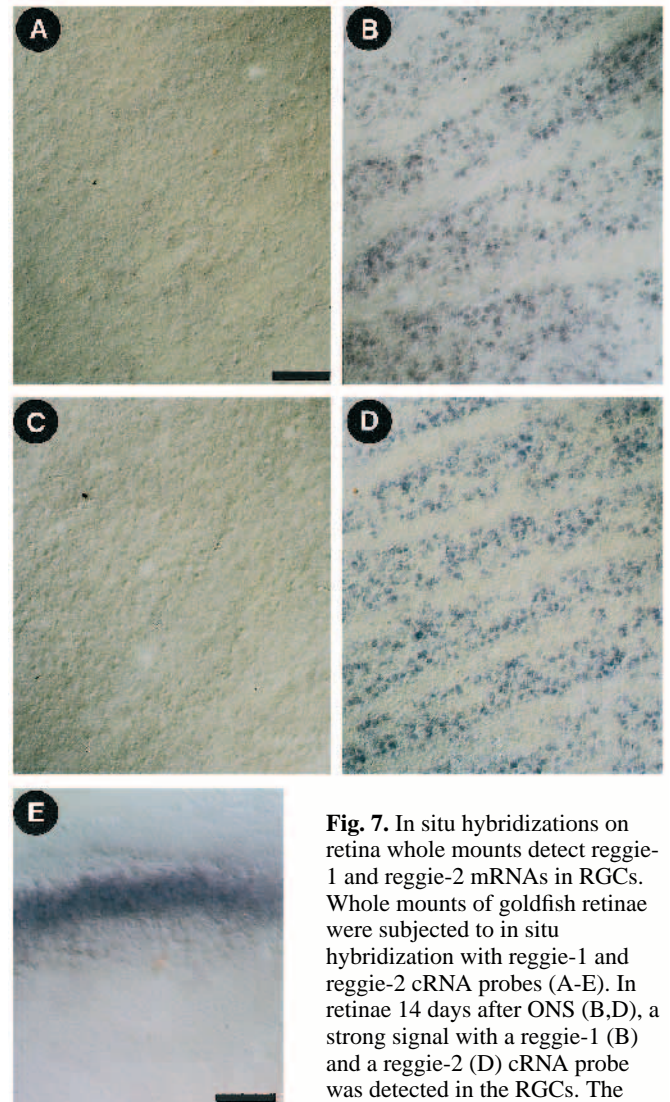 A
B
C
D
E
Fig. 7. In situ hybridizations on
retina whole mounts detect reggie-
1 and reggie-2 mRNAs in RGCs.
Whole mounts of goldfish retinae
were subjected to in situ
hybridization with reggie-1 and
reggie-2 cRNA probes (A-E). In
retinae 14 days after ONS (B,D), a
strong signal with a reggie-1 (B)
and a reggie-2 (D) cRNA probe
was detected in the RGCs. The